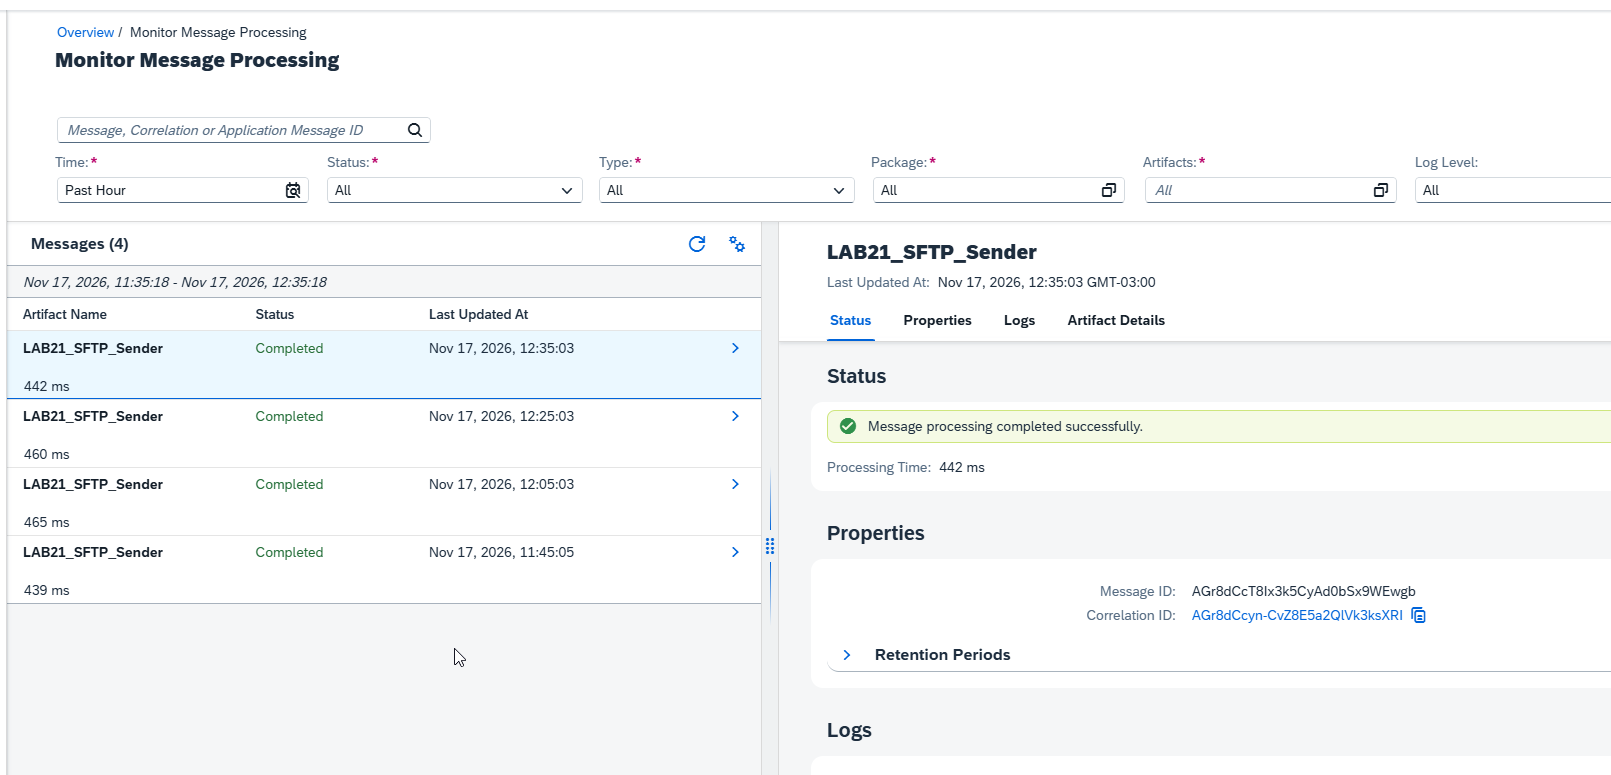 Overview / Monitor Message Processing
Monitor Message Processing
Message, Correlation or Application Message ID
Time:* Status:* Type:* Package:* Artifacts:* Log Level:
Past Hour All All All All All
Messages (4)
Nov 17, 2026, 11:35:18 - Nov 17, 2026, 12:35:18
Artifact Name Status Last Updated At
LAB21_SFTP_Sender Completed Nov 17, 2026, 12:35:03
442 ms
LAB21_SFTP_Sender Completed Nov 17, 2026, 12:25:03
460 ms
LAB21_SFTP_Sender Completed Nov 17, 2026, 12:05:03
465 ms
LAB21_SFTP_Sender Completed Nov 17, 2026, 11:45:05
439 ms
LAB21_SFTP_Sender
Last Updated At: Nov 17, 2026, 12:35:03 GMT-03:00
Status Properties Logs Artifact Details
Status
Message processing completed successfully.
Processing Time: 442 ms
Properties
Message ID: AGr8dCcT8Ix3k5CyAd0bSx9WEwgb
Correlation ID: AGr8dCcyn-CvZ8E5a2QlVk3ksXRI
Retention Periods
Logs